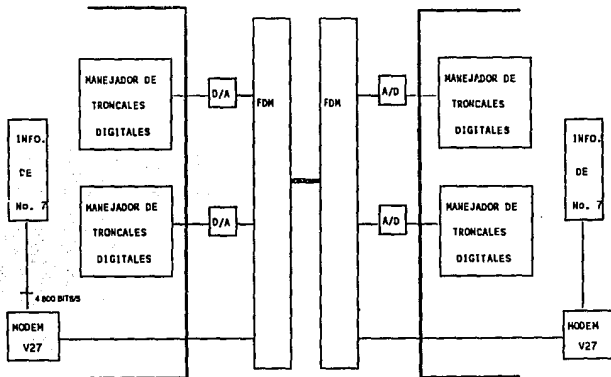 MANEJADOR DE
TRONCALES
DIGITALES
D/A
FDM
FDM
A/D
MANEJADOR DE
TRONCALES
DIGITALES
INFO.
DE
No. 7
INFO.
DE
No. 7
MANEJADOR DE
TRONCALES
DIGITALES
D/A
A/D
MANEJADOR DE
TRONCALES
DIGITALES
4 800 BITS/S
MODEM
V27
MODEM
V27